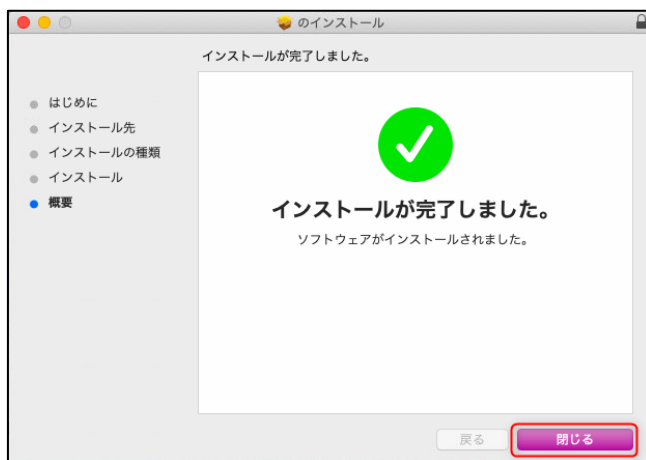 のインストール
インストールが完了しました。
はじめに
インストール先
インストールの種類
インストール
概要
インストールが完了しました。
ソフトウェアがインストールされました。
戻る
閉じる